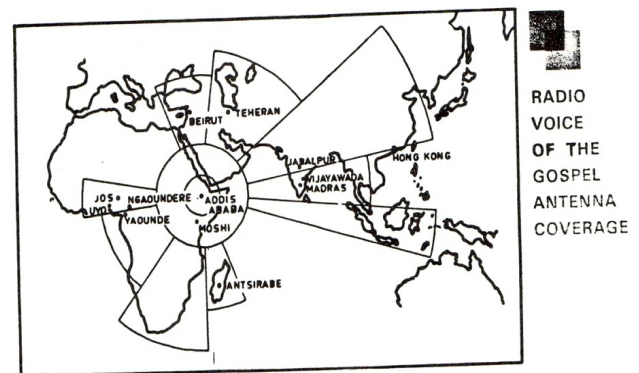 BEIRUT
TEHERAN
JABALPUR
HONG KONG
VIJAYAWADA
MADRAS
JOS
NGAOUNDERE
ADDIS
ABABA
UYO
YAOUNDE
MOSHI
ANTSIRABE
RADIO
VOICE
OF THE
GOSPEL
ANTENNA
COVERAGE